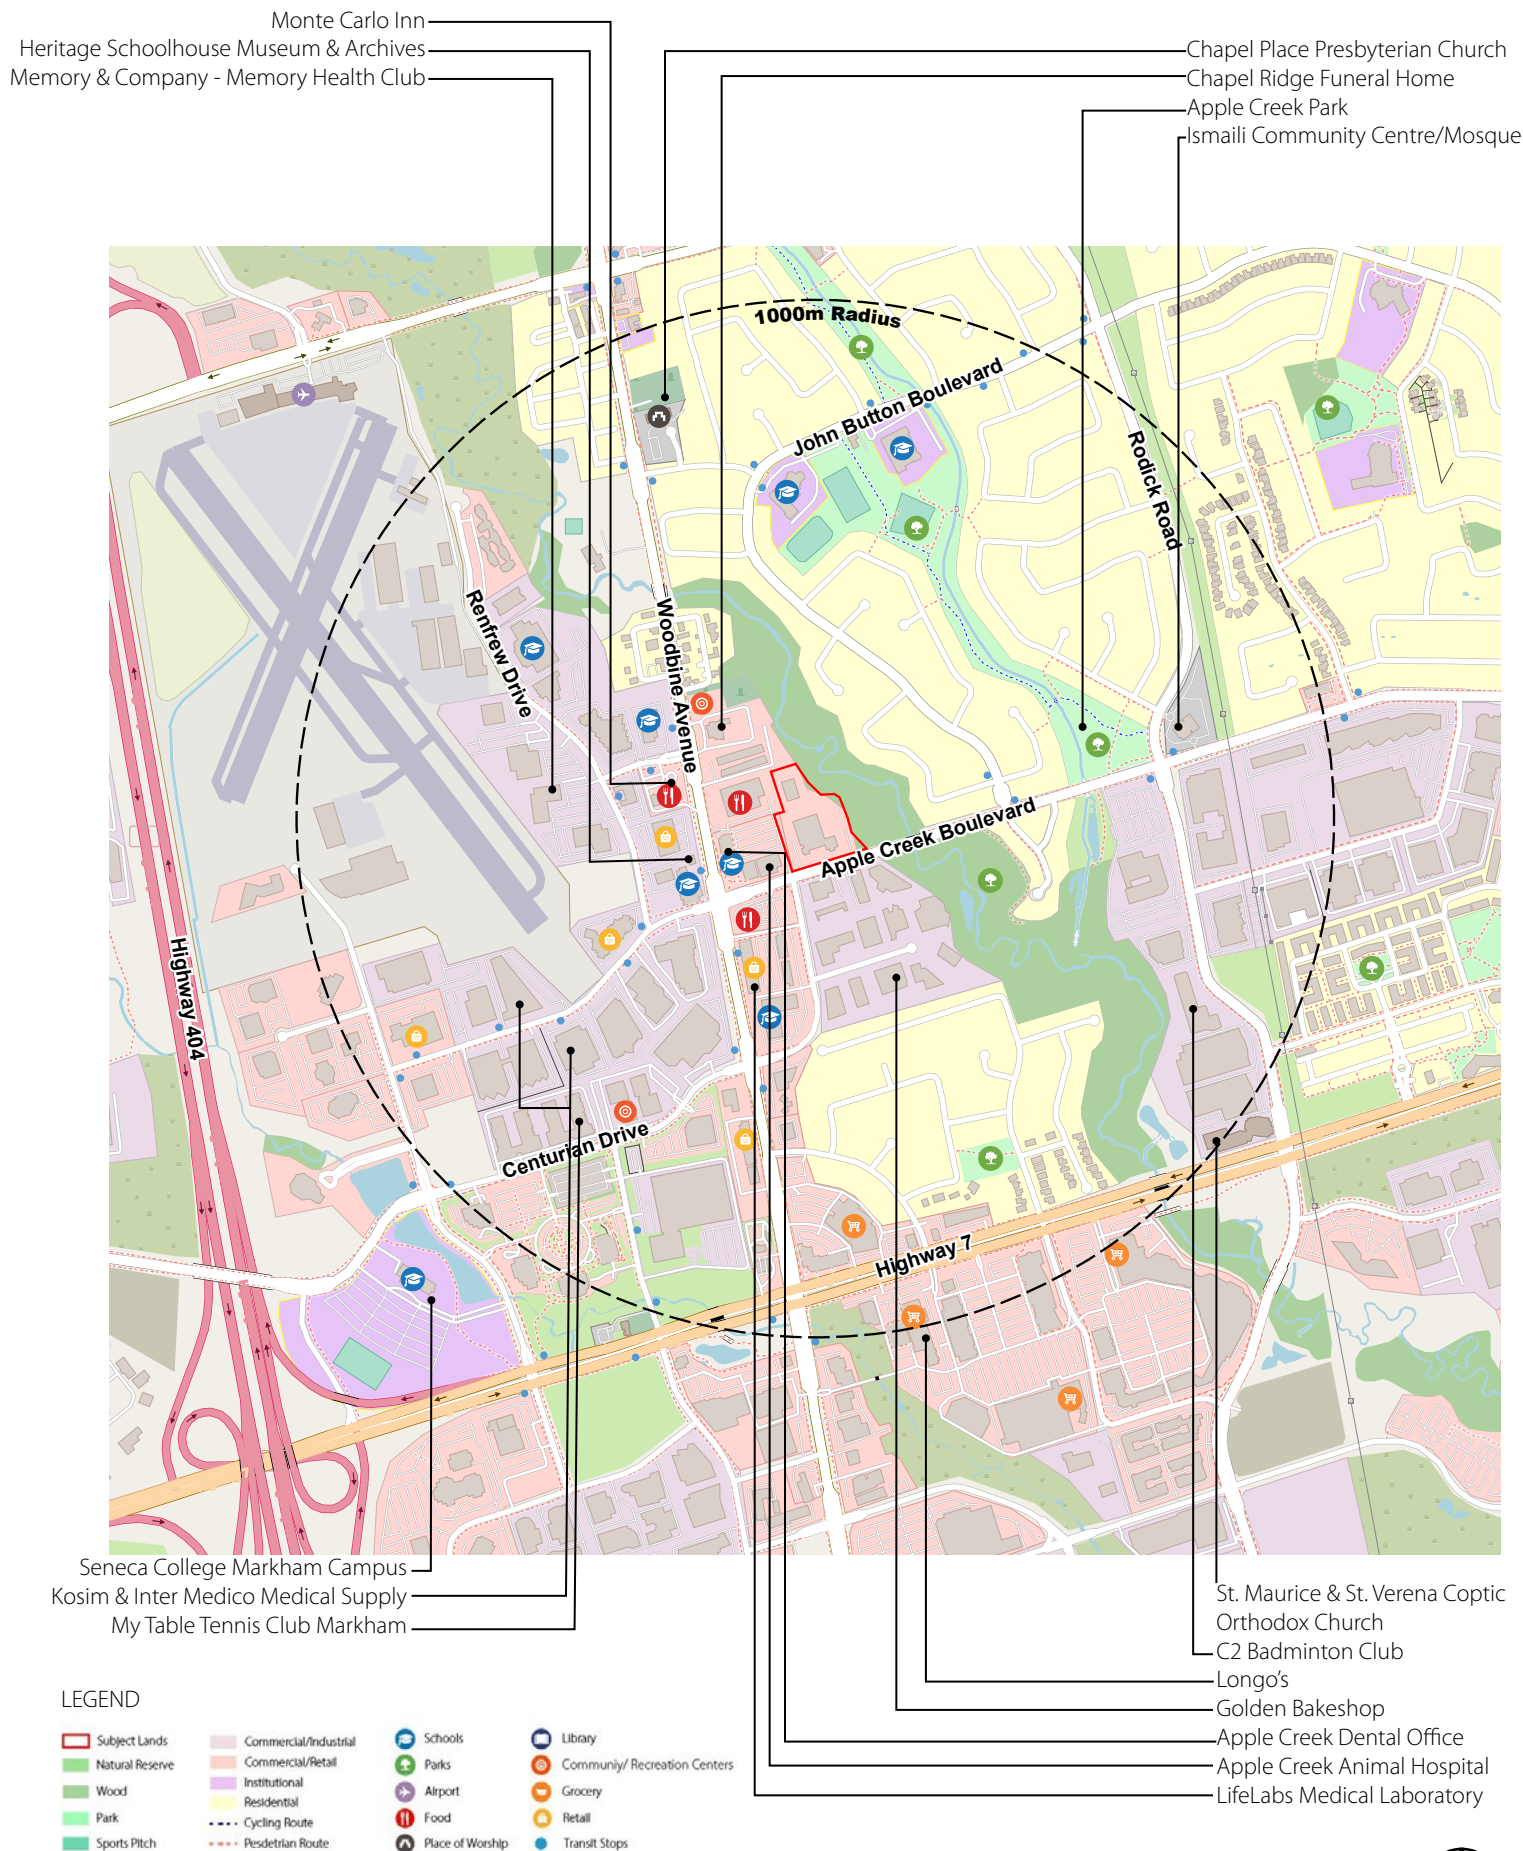 Monte Carlo Inn
Heritage Schoolhouse Museum & Archives
Memory & Company - Memory Health Club
Chapel Place Presbyterian Church
Chapel Ridge Funeral Home
Apple Creek Park
Ismaili Community Centre/Mosque
1000m Radius
John Button Boulevard
Rodick Road
Renfrew Drive
Woodbine Avenue
Apple Creek Boulevard
Highway 404
Centurian Drive
Highway 7
Seneca College Markham Campus
Kosim & Inter Medico Medical Supply
My Table Tennis Club Markham
St. Maurice & St. Verena Coptic
Orthodox Church
C2 Badminton Club
Longo's
Golden Bakeshop
Apple Creek Dental Office
Apple Creek Animal Hospital
LifeLabs Medical Laboratory
LEGEND
Subject Lands
Natural Reserve
Wood
Park
Sports Pitch
Commercial/Industrial
Commercial/Retail
Institutional
Residential
Cycling Route
Pesdetrian Route
Schools
Parks
Airport
Food
Place of Worship
Library
Communiy/ Recreation Centers
Grocery
Retail
Transit Stops